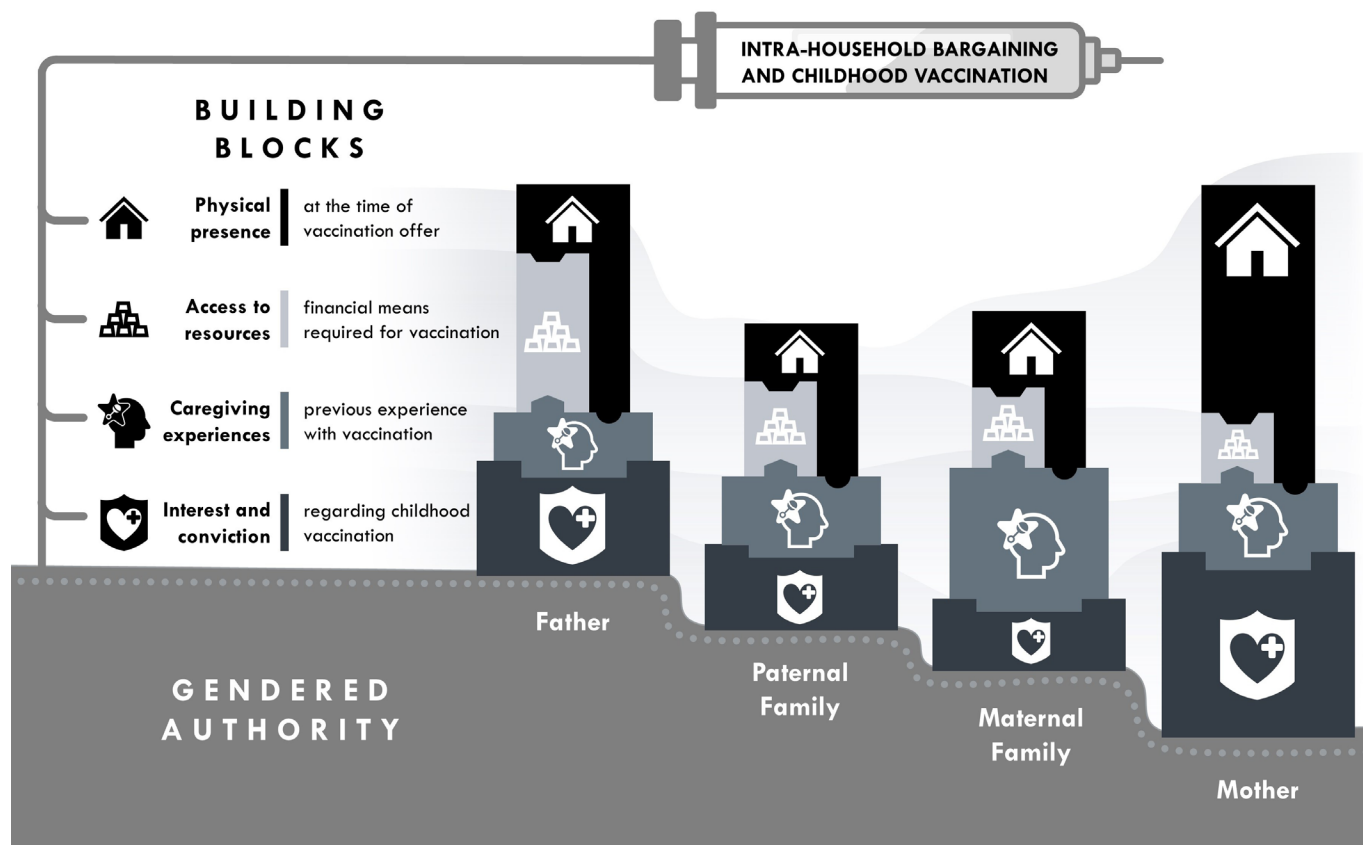 INTRA-HOUSEHOLD BARGAINING
AND CHILDHOOD VACCINATION
BUILDING
BLOCKS
Physical
presence
at the time of
vaccination offer
Access to
resources
financial means
required for vaccination
Caregiving
experiences
previous experience
with vaccination
Interest and
conviction
regarding childhood
vaccination
Father
Paternal
Family
Maternal
Family
Mother
GENDERED
AUTHORITY